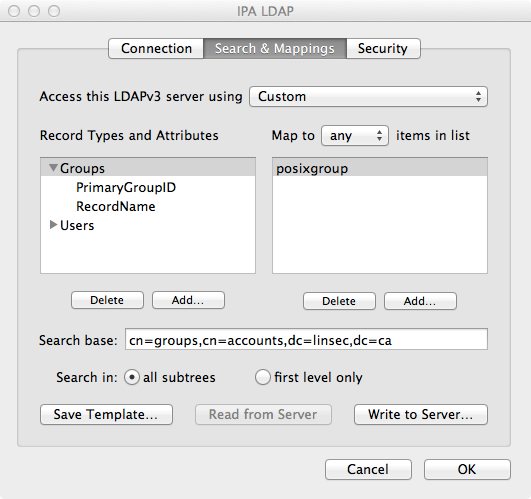 IPA LDAP
Connection Search & Mappings Security
Access this LDAPv3 server using Custom
Record Types and Attributes Map to any items in list
Groups posixgroup
PrimaryGroupID
RecordName
Users
Delete Add... Delete Add...
Search base: cn=groups,cn=accounts,dc=linsec,dc=ca
Search in: all subtrees first level only
Save Template... Read from Server Write to Server...
Cancel OK